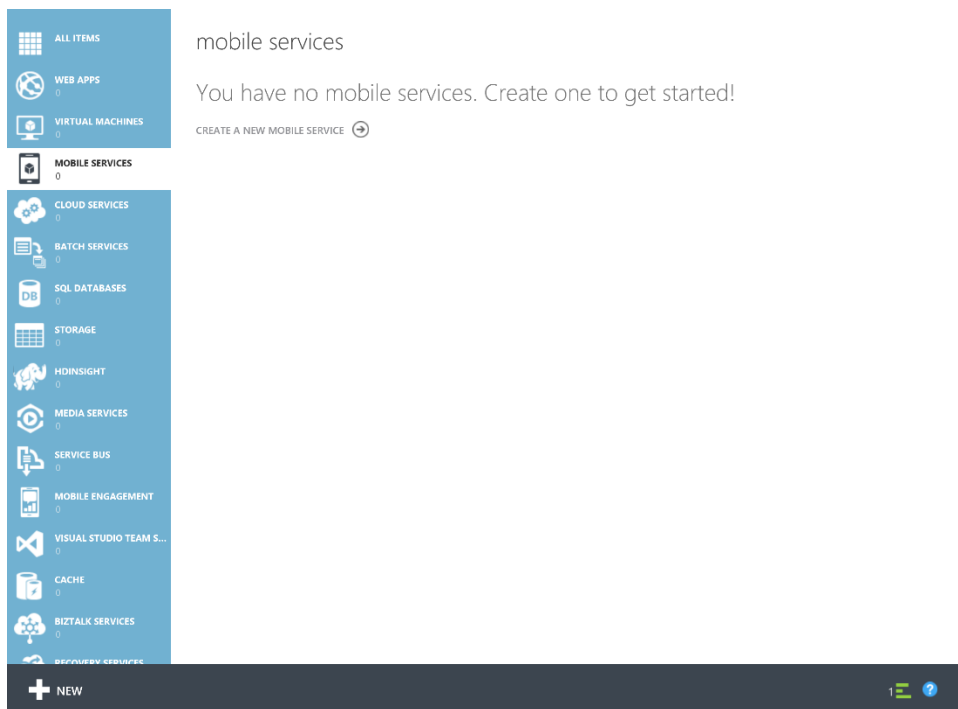 ALL ITEMS
WEB APPS
0
VIRTUAL MACHINES
0
MOBILE SERVICES
0
CLOUD SERVICES
0
BATCH SERVICES
0
DB
SQL DATABASES
0
STORAGE
0
HDINSIGHT
0
MEDIA SERVICES
0
SERVICE BUS
0
MOBILE ENGAGEMENT
0
VISUAL STUDIO TEAM S...
0
CACHE
0
BIZTALK SERVICES
0
RECOVERY SERVICES
mobile services
You have no mobile services. Create one to get started!
CREATE A NEW MOBILE SERVICE
NEW
1
?